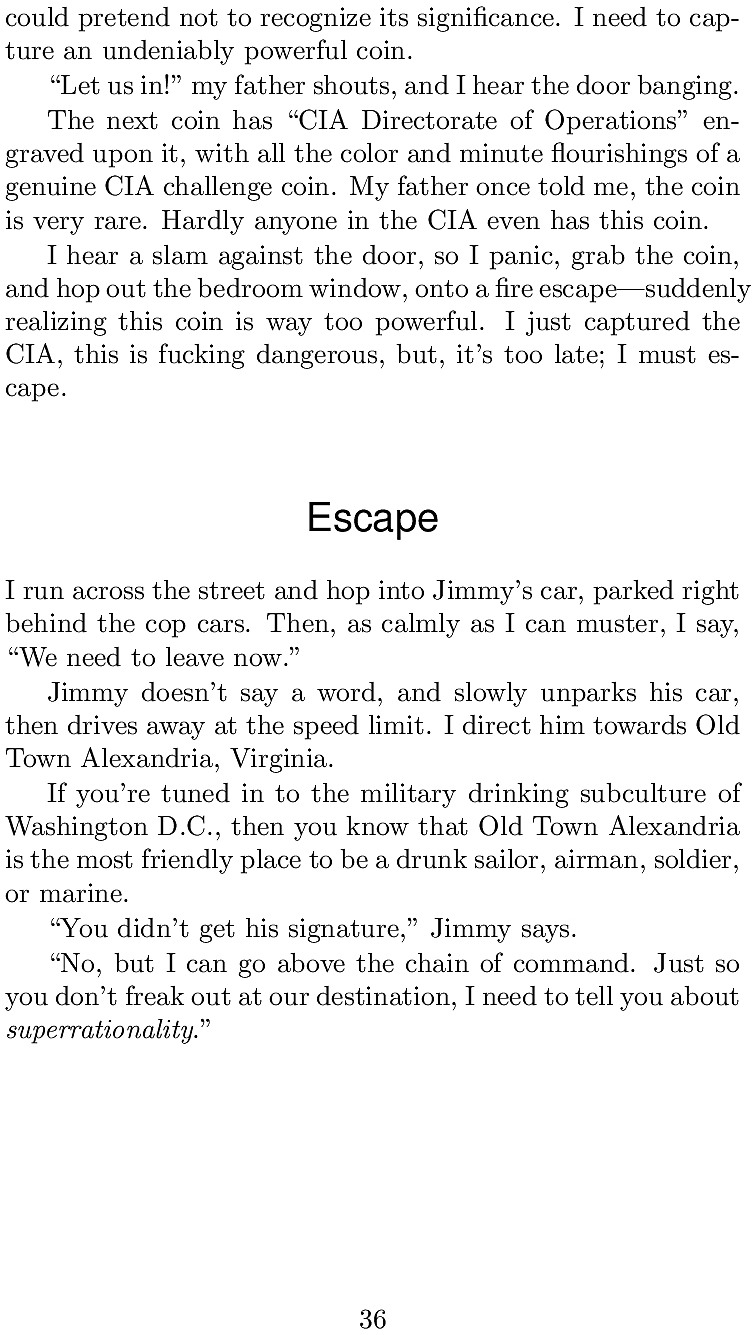 could pretend not to recognize its significance. I need to cap-
ture an undeniably powerful coin.
“Let us in!” my father shouts, and I hear the door banging.
The next coin has “CIA Directorate of Operations” en-
graved upon it, with all the color and minute flourishings of a
genuine CIA challenge coin. My father once told me, the coin
is very rare. Hardly anyone in the CIA even has this coin.
I hear a slam against the door, so I panic, grab the coin,
and hop out the bedroom window, onto a fire escape—suddenly
realizing this coin is way too powerful. I just captured the
CIA, this is fucking dangerous, but, it’s too late; I must es-
cape.
Escape
I run across the street and hop into Jimmy’s car, parked right
behind the cop cars. Then, as calmly as I can muster, I say,
“We need to leave now.”
Jimmy doesn’t say a word, and slowly unparks his car,
then drives away at the speed limit. I direct him towards Old
Town Alexandria, Virginia.
If you’re tuned in to the military drinking subculture of
Washington D.C., then you know that Old Town Alexandria
is the most friendly place to be a drunk sailor, airman, soldier,
or marine.
“You didn’t get his signature,” Jimmy says.
“No, but I can go above the chain of command. Just so
you don’t freak out at our destination, I need to tell you about
superrationality.”
36